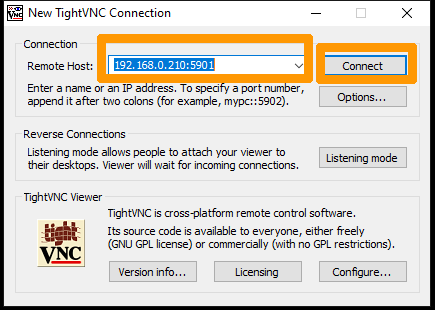 New TightVNC Connection
Connection
Remote Host:
192.168.0.210:5901
Connect
Enter a name or an IP address. To specify a port number,
append it after two colons (for example, mypc::5902).
Options...
Reverse Connections
Listening mode allows people to attach your viewer to
their desktops. Viewer will wait for incoming connections.
Listening mode
TightVNC Viewer
VNC
TightVNC is cross-platform remote control software.
Its source code is available to everyone, either freely
(GNU GPL license) or commercially (with no GPL restrictions).
Version info...
Licensing
Configure...